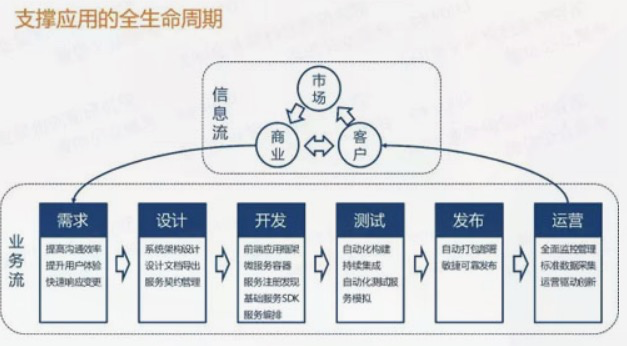 支撑应用的全生命周期
信息流
市场
商业
客户
业务流
需求
提高沟通效率
提升用户体验
快速响应变更
设计
系统架构设计
设计文档导出
服务契约管理
开发
前端应用框架
微服务容器
服务注册发现
基础服务SDK
服务编排
测试
自动化构建
持续集成
自动化测试服
务模拟
发布
自动打包部署
敏捷可靠发布
运营
全面监控管理
标准数据采集
运营驱动创新